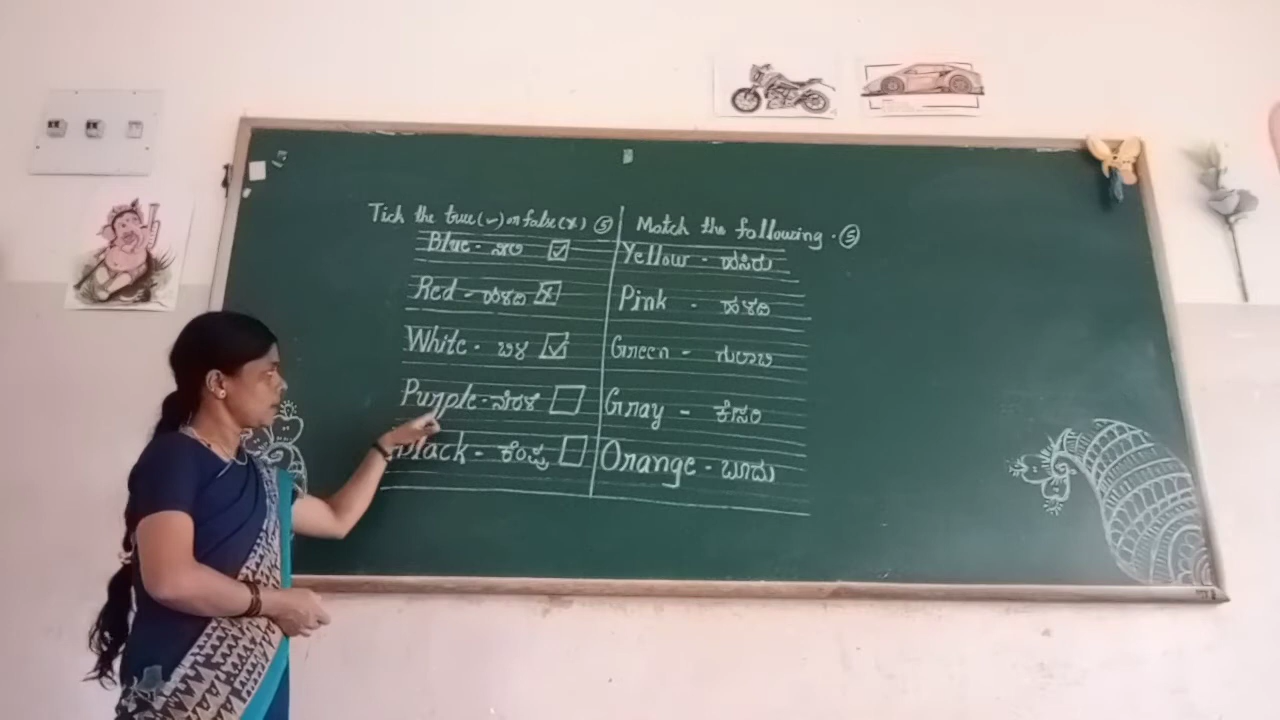 Tick the true (✓) or false (x) ⑤
Blue - ನೀಲಿ ☑
Red - ಹಳದಿ ☒
White - ಬಿಳಿ ☑
Purple - ನೇರಳೆ ☐
Black - ಕೆಂಪು ☐
Match the following. ⑤
Yellow - ಹಸಿರು
Pink - ಹಳದಿ
Green - ಗುಲಾಬಿ
Gray - ಕೇಸರಿ
Orange - ಬೂದು